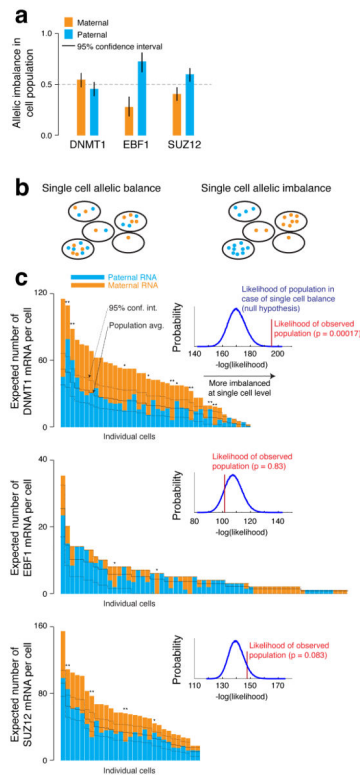 a
Maternal
Paternal
95% confidence interval
Allelic imbalance in
cell population
1.0
0.5
0.0
DNMT1
EBF1
SUZ12
b
Single cell allelic balance
Single cell allelic imbalance
c
Paternal RNA
Maternal RNA
Expected number of
DNMT1 mRNA per cell
120
60
0
**
**
95% conf. int.
Population avg.
*
*
**
*
*
**
**
Individual cells
Probability
Likelihood of population in
case of single cell balance
(null hypothesis)
Likelihood of observed
population (p = 0.00017)
140
160
180
200
-log(likelihood)
More imbalanced
at single cell level
Expected number of
EBF1 mRNA per cell
40
20
0
*
*
Individual cells
Probability
Likelihood of observed
population (p = 0.83)
80
100
120
140
-log(likelihood)
Expected number of
SUZ12 mRNA per cell
160
80
0
**
**
**
*
Individual cells
Probability
Likelihood of observed
population (p = 0.083)
110
130
150
170
-log(likelihood)